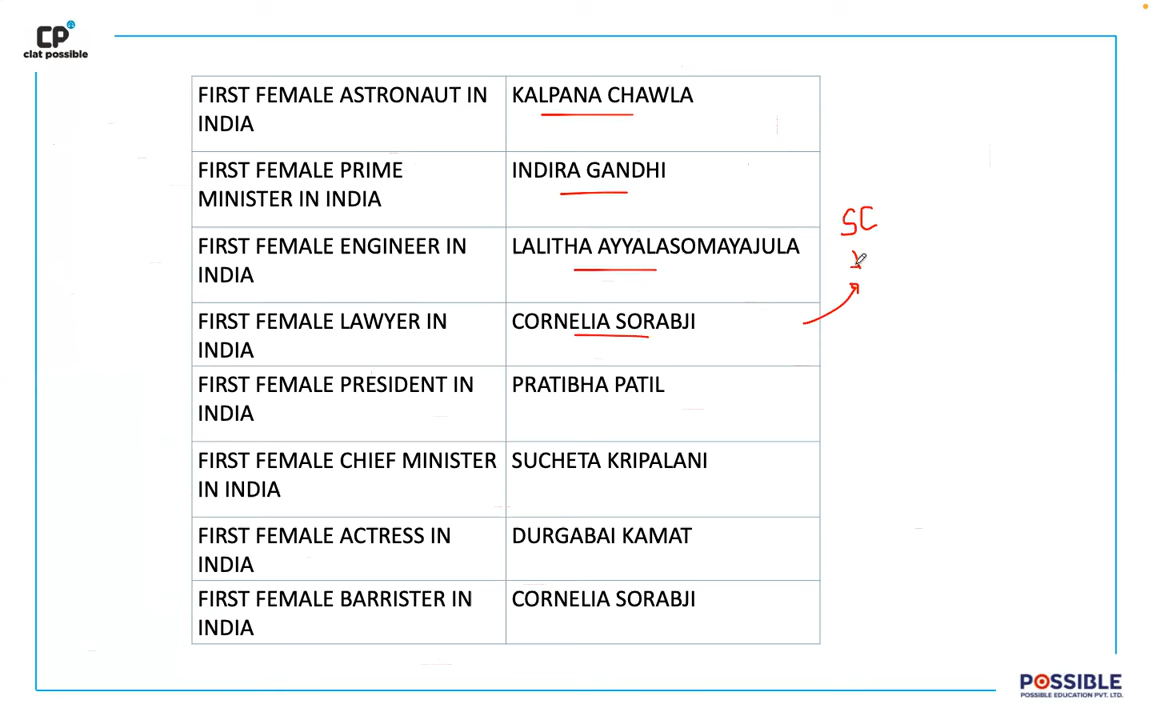 CP
clat possible
FIRST FEMALE ASTRONAUT IN
INDIA
KALPANA CHAWLA
FIRST FEMALE PRIME
MINISTER IN INDIA
INDIRA GANDHI
FIRST FEMALE ENGINEER IN
INDIA
LALITHA AYYALASOMAYAJULA
SC
FIRST FEMALE LAWYER IN
INDIA
CORNELIA SORABJI
FIRST FEMALE PRESIDENT IN
INDIA
PRATIBHA PATIL
FIRST FEMALE CHIEF MINISTER
IN INDIA
SUCHETA KRIPALANI
FIRST FEMALE ACTRESS IN
INDIA
DURGABAI KAMAT
FIRST FEMALE BARRISTER IN
INDIA
CORNELIA SORABJI
POSSIBLE
POSSIBLE EDUCATION PVT. LTD.